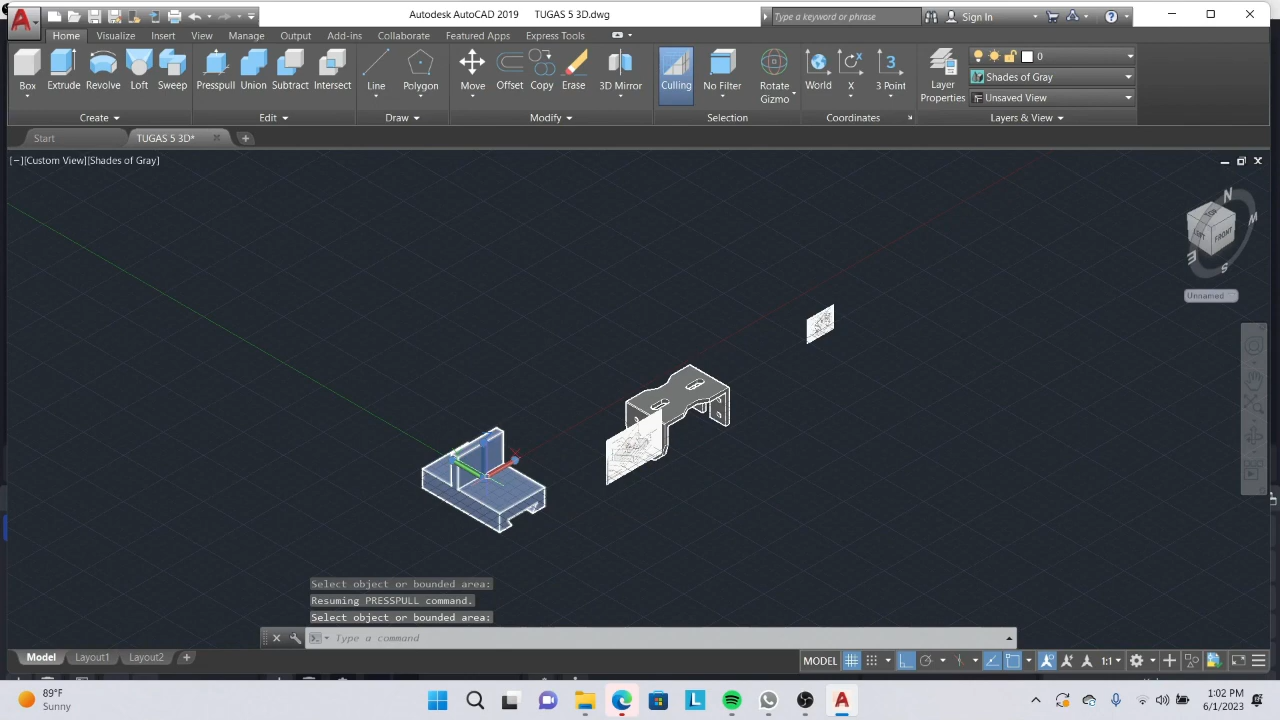 Autodesk AutoCAD 2019 TUGAS 5 3D.dwg
Type a keyword or phrase
Sign In
Home Visualize Insert View Manage Output Add-ins Collaborate Featured Apps Express Tools
Box Extrude Revolve Loft Sweep Presspull Union Subtract Intersect Line Polygon Move Offset Copy Erase 3D Mirror Culling No Filter Rotate Gizmo World X 3 Point Layer Properties
0
Shades of Gray
Unsaved View
Create Edit Draw Modify Selection Coordinates Layers & View
Start TUGAS 5 3D*
[−][Custom View][Shades of Gray]
N
TOP
LEFT FRONT
S
Unnamed
Select object or bounded area:
Resuming PRESSPULL command.
Select object or bounded area:
Type a command
Model Layout1 Layout2 + MODEL 1:1
89°F
Sunny
1:02 PM
6/1/2023